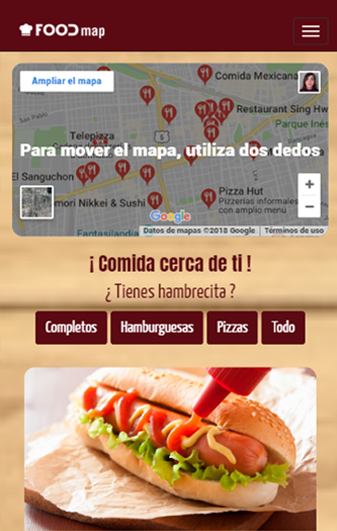 FOOD map
Ampliar el mapa
Comida Mexicana
Restaurant Sing Hw
Parque Inés
Telepizza
Para mover el mapa, utiliza dos dedos
El Sanguchon
Pizza Hut
Pizzerías informales
con amplio menú
mori Nikkei & Sushi
Google
Fantasilandia
Datos de mapas ©2018 Google
Términos de uso
¡ Comida cerca de ti !
¿ Tienes hambrecita ?
Completos
Hamburguesas
Pizzas
Todo